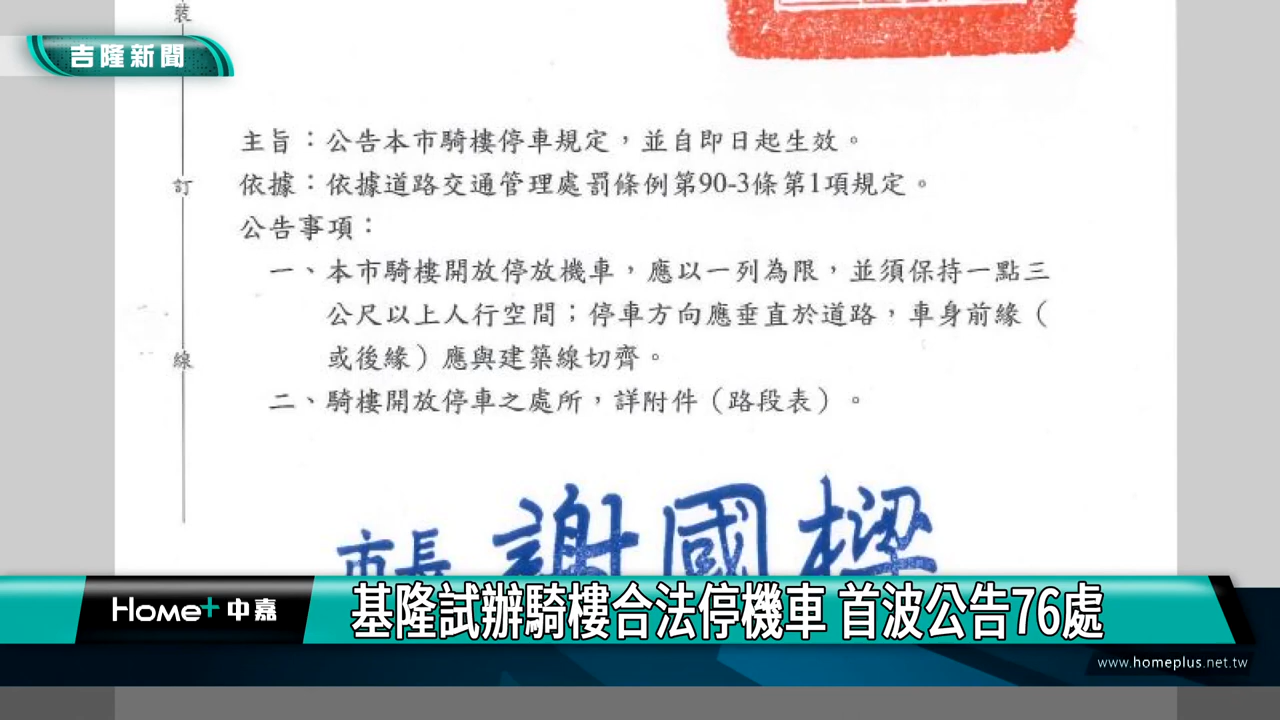 裝
吉隆新聞
主旨：公告本市騎樓停車規定，並自即日起生效。
訂
依據：依據道路交通管理處罰條例第90-3條第1項規定。
公告事項：
一、本市騎樓開放停放機車，應以一列為限，並須保持一點三
公尺以上人行空間；停車方向應垂直於道路，車身前緣（
線
或後緣）應與建築線切齊。
二、騎樓開放停車之處所，詳附件（路段表）。
市長 謝國樑
Home+中嘉
基隆試辦騎樓合法停機車 首波公告76處
www.homeplus.net.tw